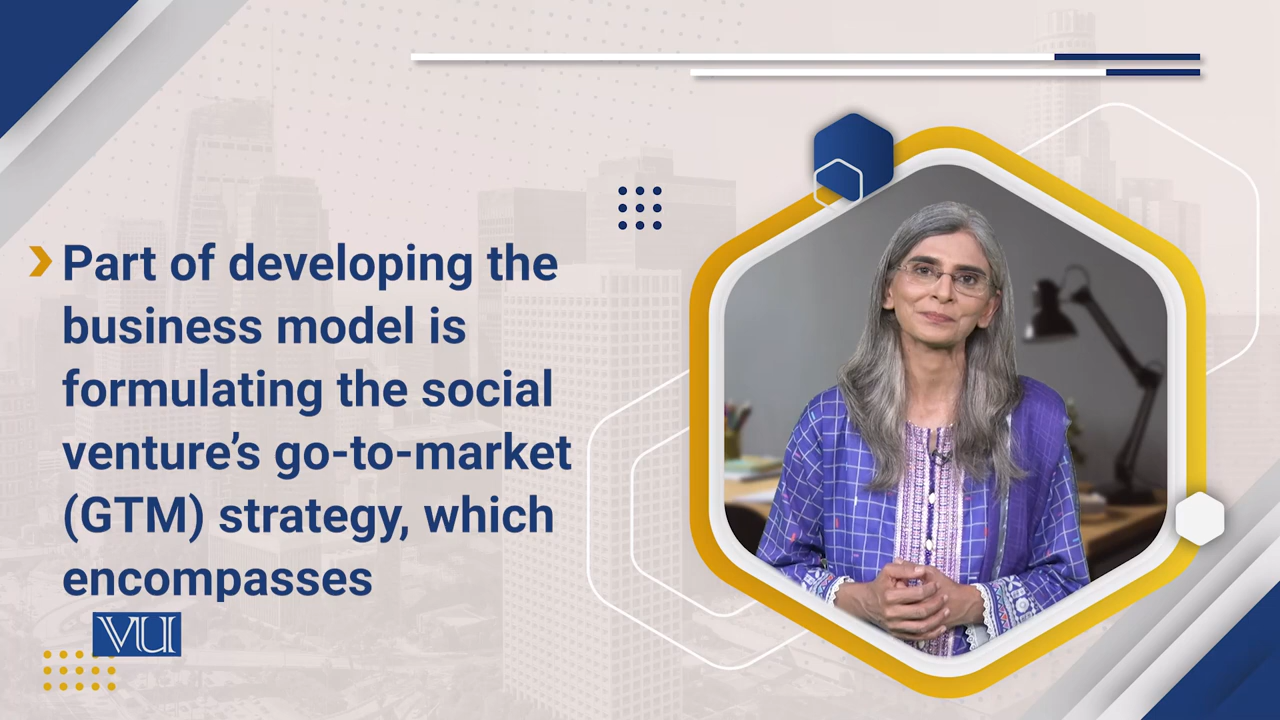 Part of developing the
business model is
formulating the social
venture’s go-to-market
(GTM) strategy, which
encompasses
VU